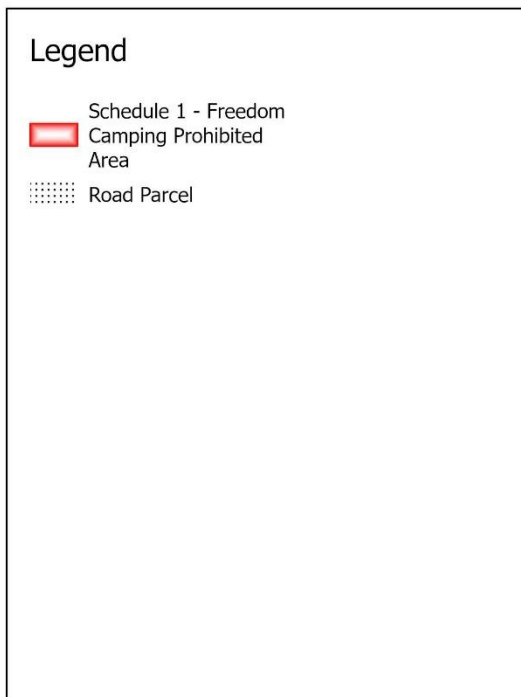 Legend
Schedule 1 - Freedom
Camping Prohibited
Area
Road Parcel